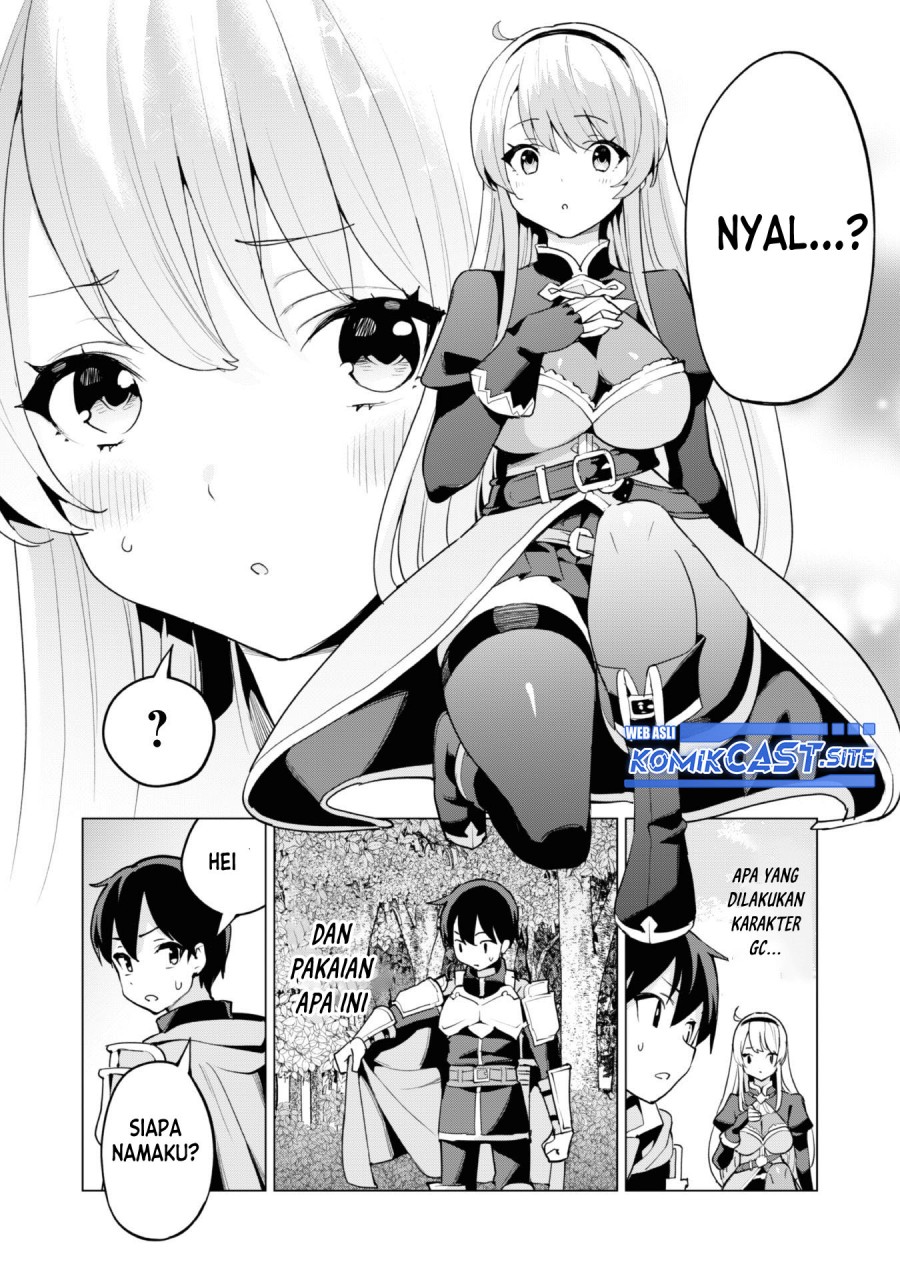 NYAL...?
?
WEB ASLI
KOMIKCAST.SITE
APA YANG
DILAKUKAN
KARAKTER
GC...
DAN
PAKAIAN
APA INI
HEI
SIAPA
NAMAKU?